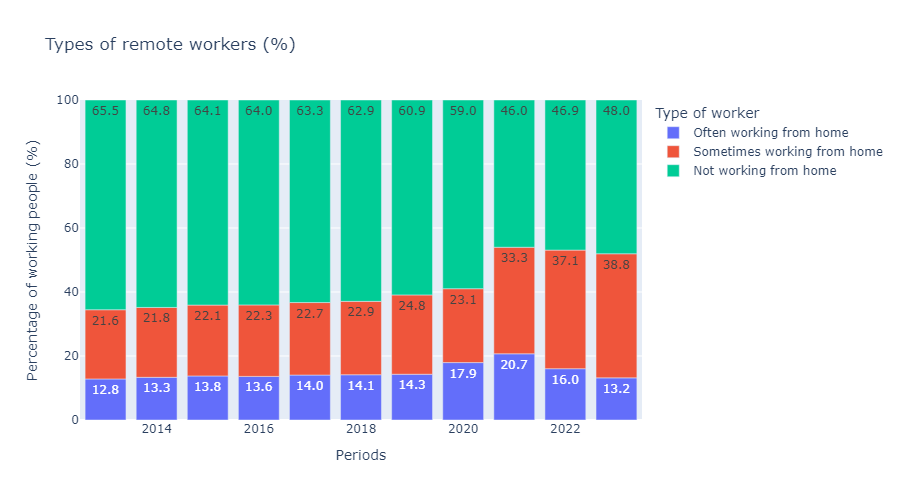 Types of remote workers (%)
100
80
60
40
20
0
Percentage of working people (%)
65.5 64.8 64.1 64.0 63.3 62.9 60.9 59.0 46.0 46.9 48.0
21.6 21.8 22.1 22.3 22.7 22.9 24.8 23.1 33.3 37.1 38.8
12.8 13.3 13.8 13.6 14.0 14.1 14.3 17.9 20.7 16.0 13.2
2014 2016 2018 2020 2022
Periods
Type of worker
Often working from home
Sometimes working from home
Not working from home